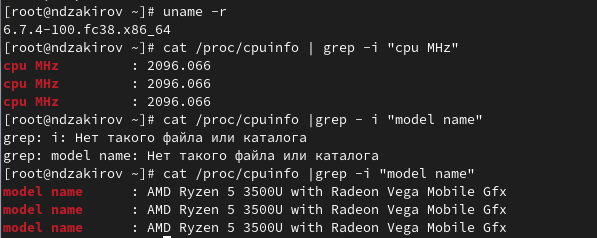 [root@ndzakirov ~]# uname -r
6.7.4-100.fc38.x86_64
[root@ndzakirov ~]# cat /proc/cpuinfo | grep -i "cpu MHz"
cpu MHz : 2096.066
cpu MHz : 2096.066
cpu MHz : 2096.066
[root@ndzakirov ~]# cat /proc/cpuinfo |grep - i "model name"
grep: i: Нет такого файла или каталога
grep: model name: Нет такого файла или каталога
[root@ndzakirov ~]# cat /proc/cpuinfo |grep -i "model name"
model name : AMD Ryzen 5 3500U with Radeon Vega Mobile Gfx
model name : AMD Ryzen 5 3500U with Radeon Vega Mobile Gfx
model name : AMD Ryzen 5 3500U with Radeon Vega Mobile Gfx